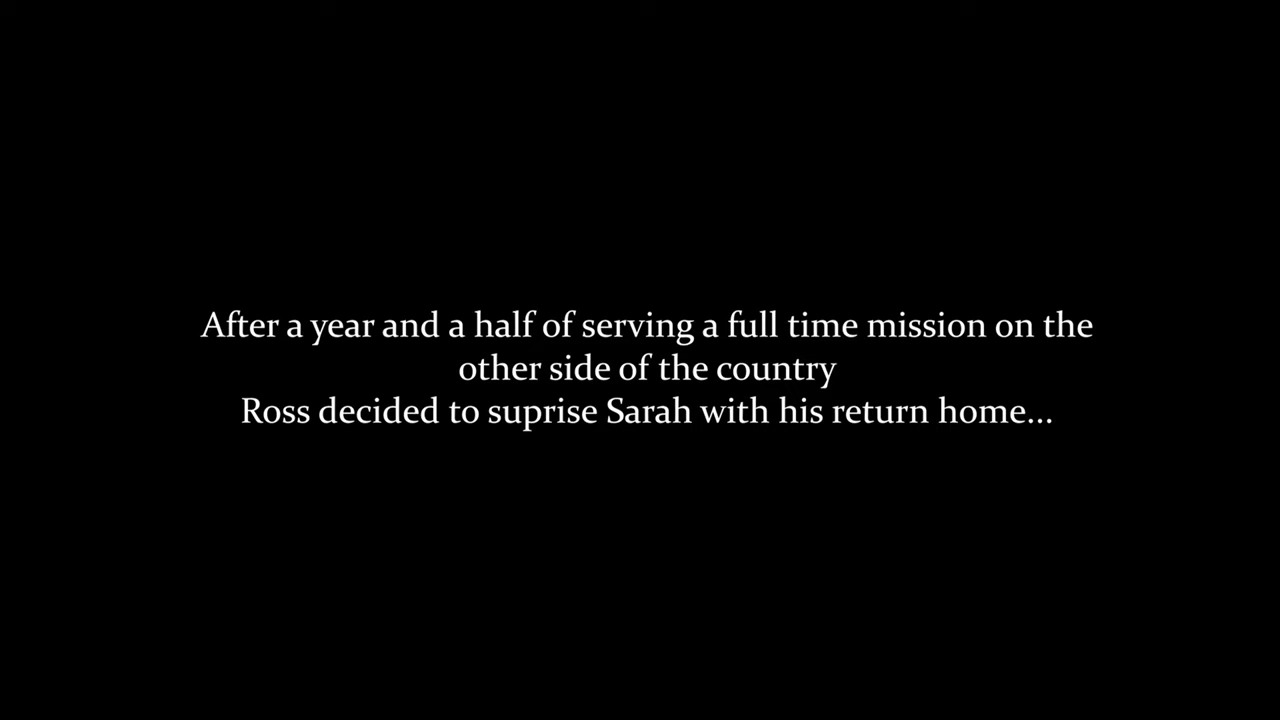 After a year and a half of serving a full time mission on the
other side of the country
Ross decided to suprise Sarah with his return home...